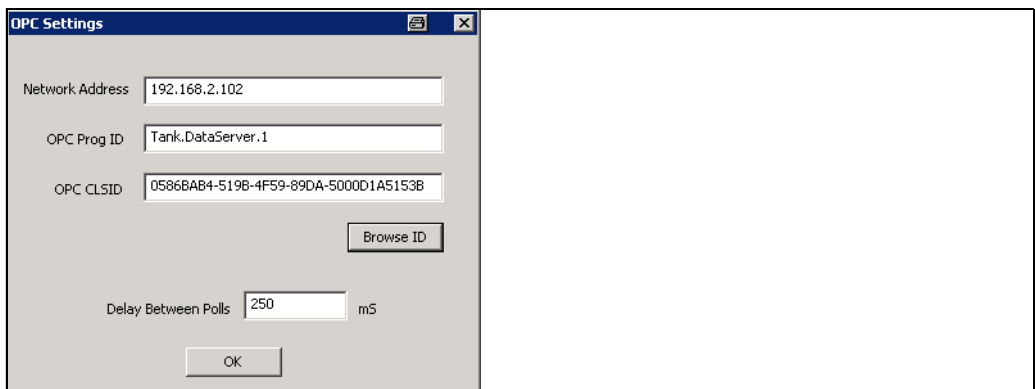 OPC Settings
Network Address 192.168.2.102
OPC Prog ID Tank.DataServer.1
OPC CLSID 0586BAB4-519B-4F59-89DA-5000D1A5153B
Browse ID
Delay Between Polls 250 mS
OK